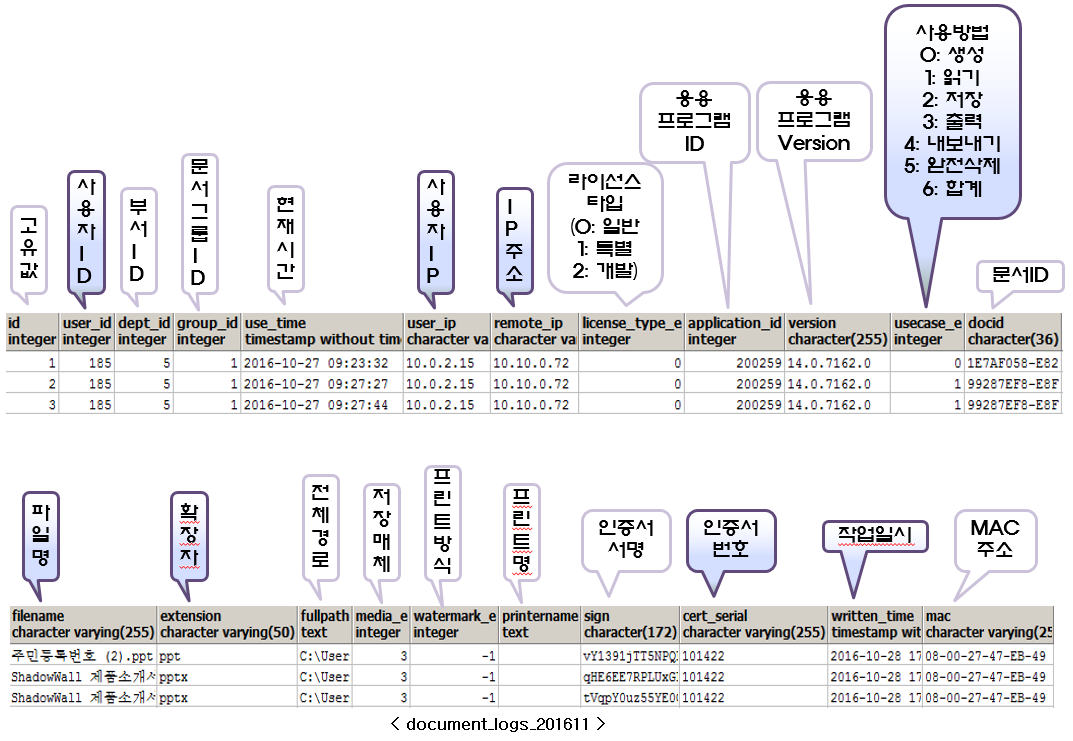 사용방법
0: 생성
1: 읽기
2: 저장
3: 출력
4: 내보내기
5: 완전삭제
6: 합계
응용
프로그램
ID
응용
프로그램
Version
라이선스
타입
(0: 일반
1: 특별
2: 개발)
고유값
사용자ID
부서ID
문서그룹ID
현재시간
사용자IP
IP주소
문서ID
id user_id dept_id group_id use_time user_ip remote_ip license_type_e application_id version usecase_e docid
integer integer integer integer timestamp without time character va character va integer integer character(255) integer character(36)
1 185 5 1 2016-10-27 09:23:32 10.0.2.15 10.10.0.72 0 200259 14.0.7162.0 0 1E7AF058-E82
2 185 5 1 2016-10-27 09:27:27 10.0.2.15 10.10.0.72 0 200259 14.0.7162.0 1 99287EF8-E8F
3 185 5 1 2016-10-27 09:27:44 10.0.2.15 10.10.0.72 0 200259 14.0.7162.0 1 99287EF8-E8F
파일명
확장자
전체경로
저장매체
프린트방식
프린트명
인증서
서명
인증서
번호
작업일시
MAC
주소
filename extension fullpath media_e watermark_e printername sign cert_serial written_time mac
character varying(255) character varying(50) text integer integer text character(172) character varying(255) timestamp wit character varying(25
주민등록번호 (2).ppt ppt C:\User 3 -1 vY1391jTT5NPQ 101422 2016-10-28 17 08-00-27-47-EB-49
ShadowWall 제품소개서 pptx C:\User 3 -1 qHE6EE7RPLUxG 101422 2016-10-28 17 08-00-27-47-EB-49
ShadowWall 제품소개서 pptx C:\User 3 -1 tVqpY0uz55YE0 101422 2016-10-28 17 08-00-27-47-EB-49
< document_logs_201611 >